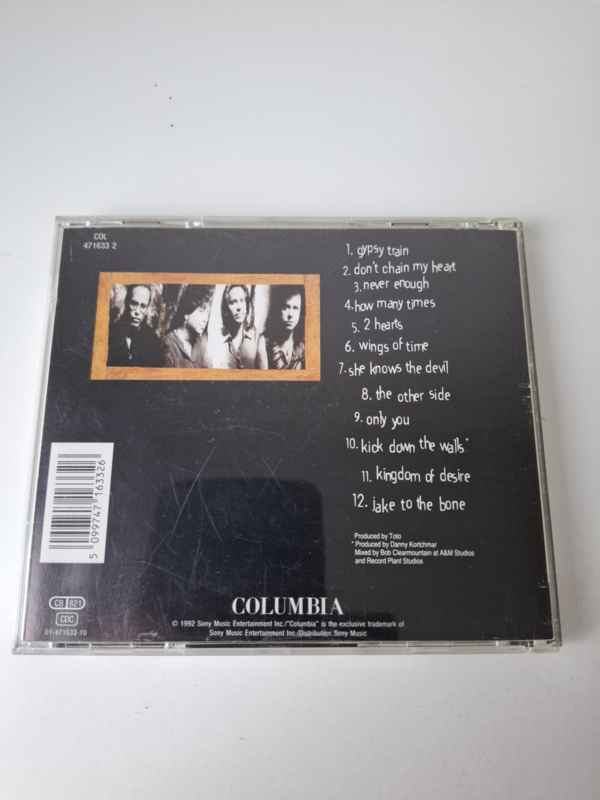 COL
471633 2
1. gypsy train
2. don't chain my heart
3. never enough
4. how many times
5. 2 hearts
6. wings of time
7. she knows the devil
8. the other side
9. only you
10. kick down the walls*
11. kingdom of desire
12. jake to the bone
Produced by Toto
* Produced by Danny Kortchmar
Mixed by Bob Clearmountain at A&M Studios
and Record Plant Studios
5 099747 163326
CB 821
CDC
01-471633-10
COLUMBIA
© 1992 Sony Music Entertainment Inc./"Columbia" is the exclusive trademark of
Sony Music Entertainment Inc./Distribution Sony Music